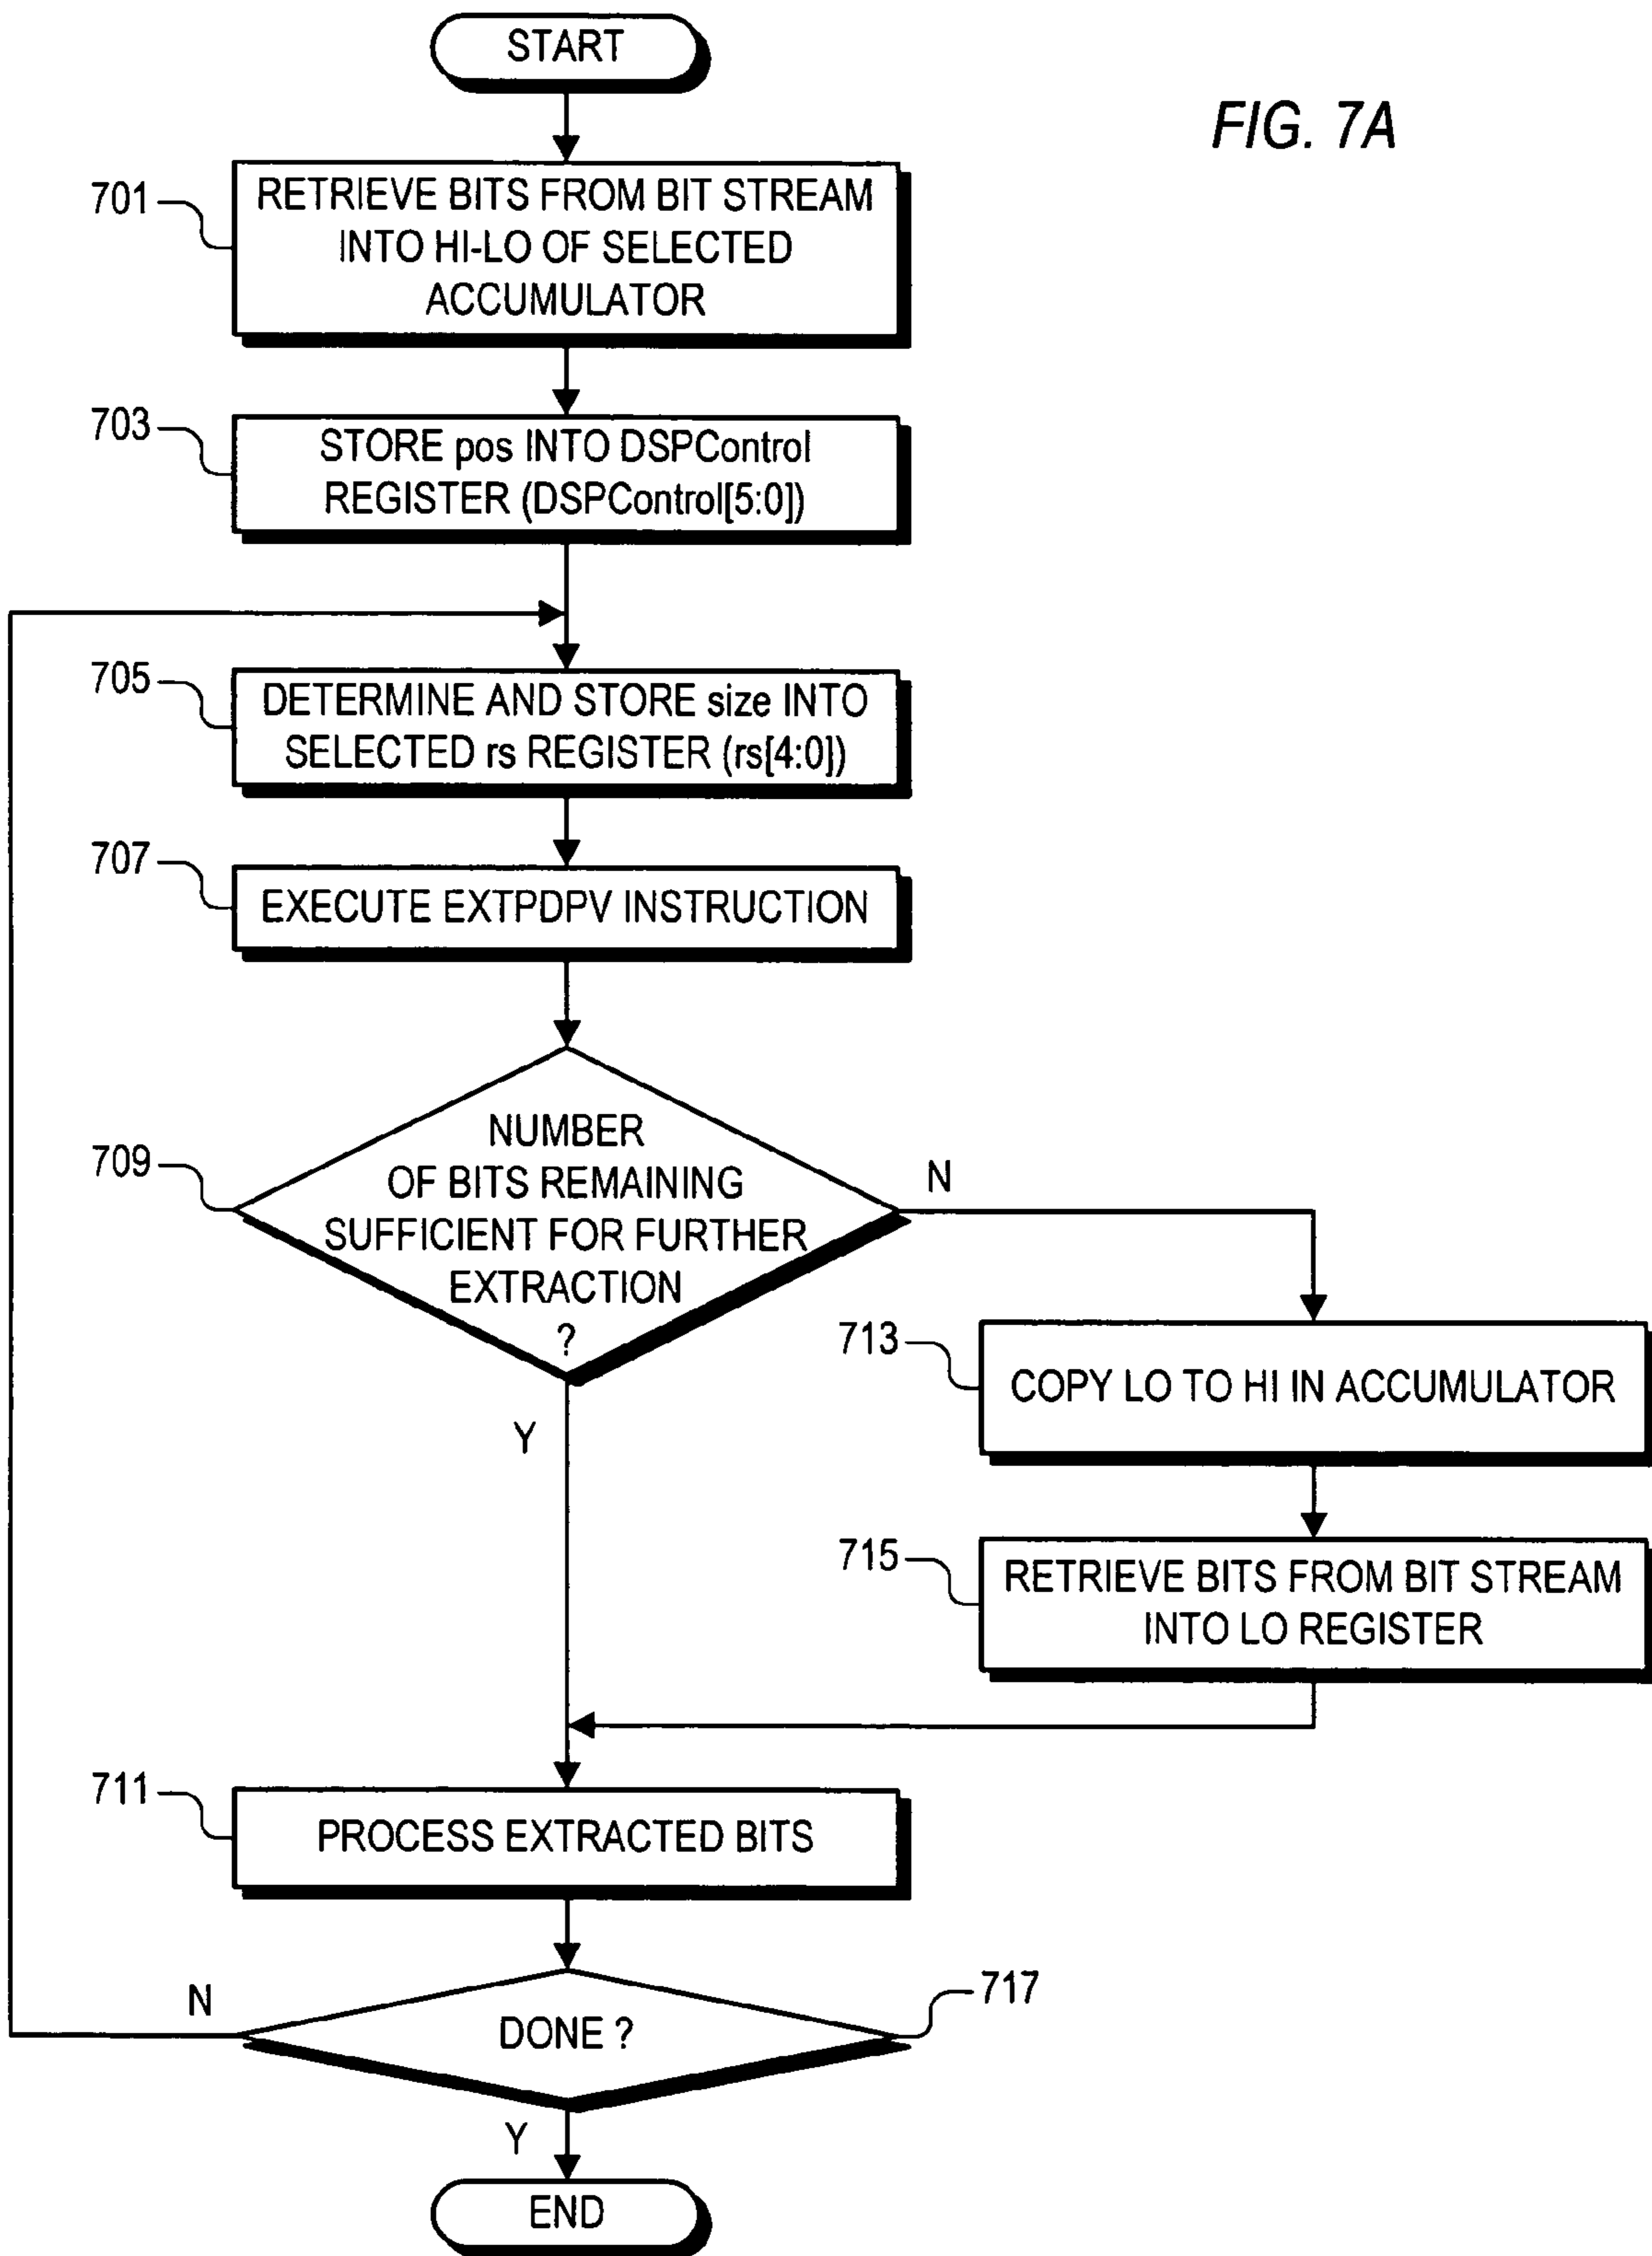 START
FIG. 7A
701
RETRIEVE BITS FROM BIT STREAM
INTO HI-LO OF SELECTED
ACCUMULATOR
703
STORE pos INTO DSPControl
REGISTER (DSPControl[5:0])
705
DETERMINE AND STORE size INTO
SELECTED rs REGISTER (rs[4:0])
707
EXECUTE EXTPDPV INSTRUCTION
709
NUMBER
OF BITS REMAINING
SUFFICIENT FOR FURTHER
EXTRACTION
?
N
Y
713
COPY LO TO HI IN ACCUMULATOR
715
RETRIEVE BITS FROM BIT STREAM
INTO LO REGISTER
711
PROCESS EXTRACTED BITS
N
DONE ?
717
Y
END